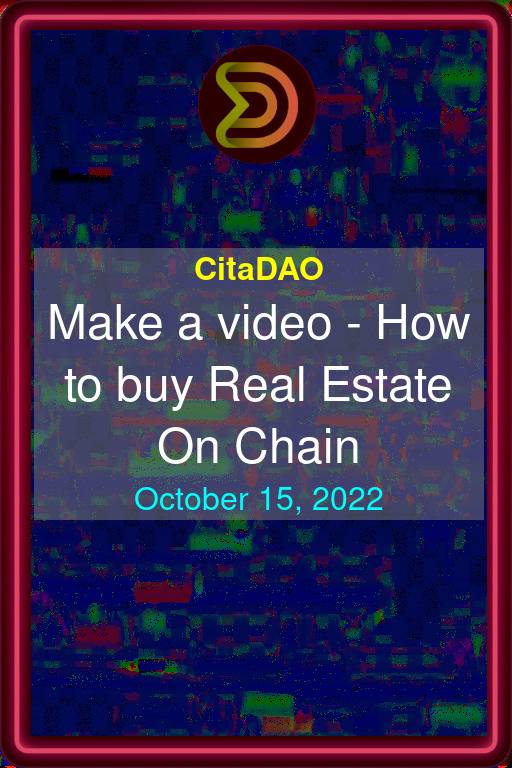 CitaDAO
Make a video - How
to buy Real Estate
On Chain
October 15, 2022